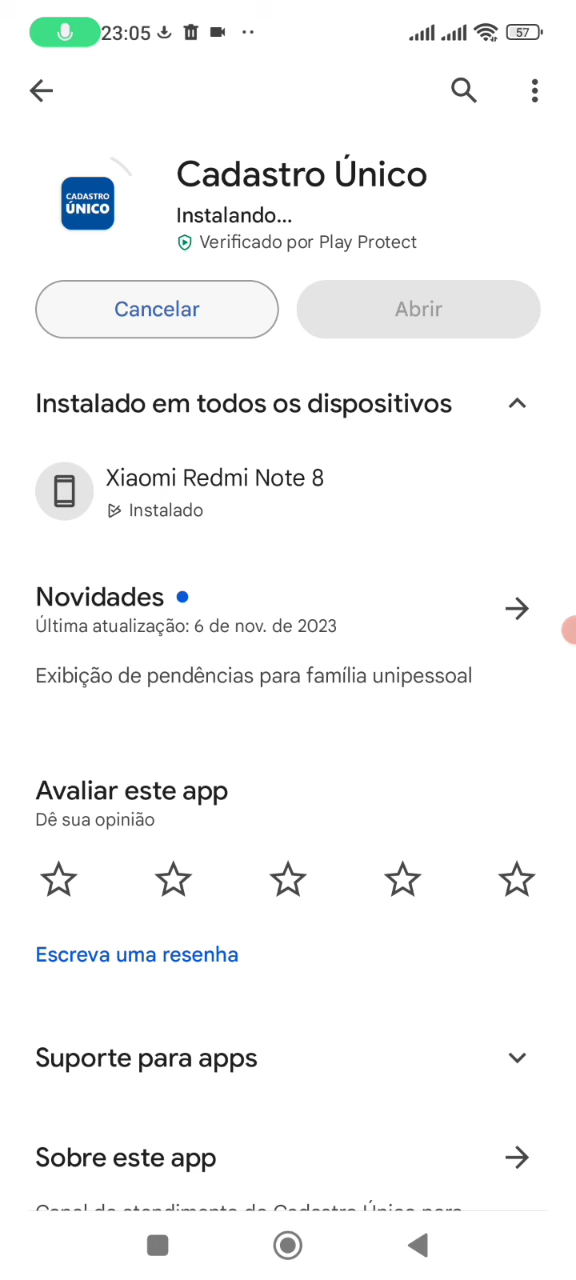 23:05
57
CADASTRO
ÚNICO
Cadastro Único
Instalando...
Verificado por Play Protect
Cancelar
Abrir
Instalado em todos os dispositivos
Xiaomi Redmi Note 8
Instalado
Novidades
Última atualização: 6 de nov. de 2023
Exibição de pendências para família unipessoal
Avaliar este app
Dê sua opinião
Escreva uma resenha
Suporte para apps
Sobre este app
Canal de atendimento do Cadastro Único para